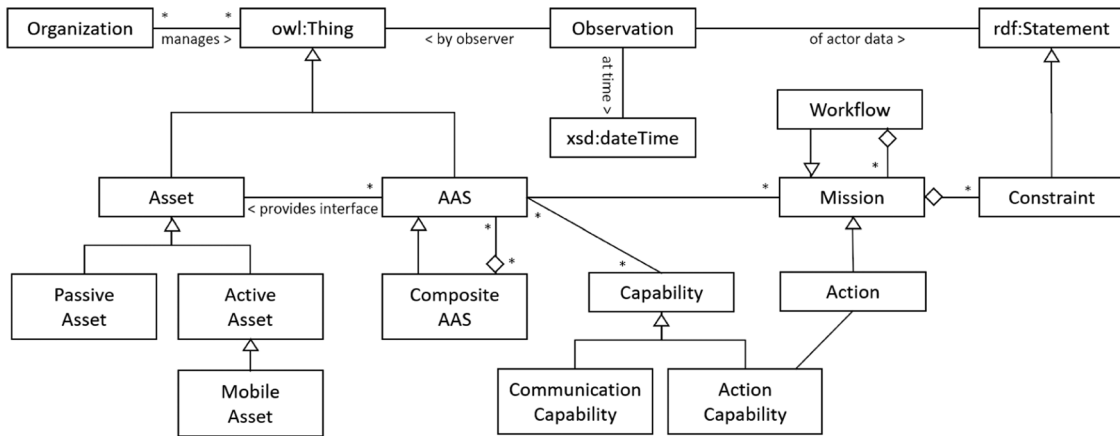 * *
Organization owl:Thing Observation rdf:Statement
manages > < by observer of actor data >
at time >
Workflow
xsd:dateTime
*
* * *
Asset AAS Mission Constraint
< provides interface
*
*
*
*
Passive
Asset
Active
Asset
Composite
AAS
Capability Action
Mobile
Asset
Communication
Capability
Action
Capability